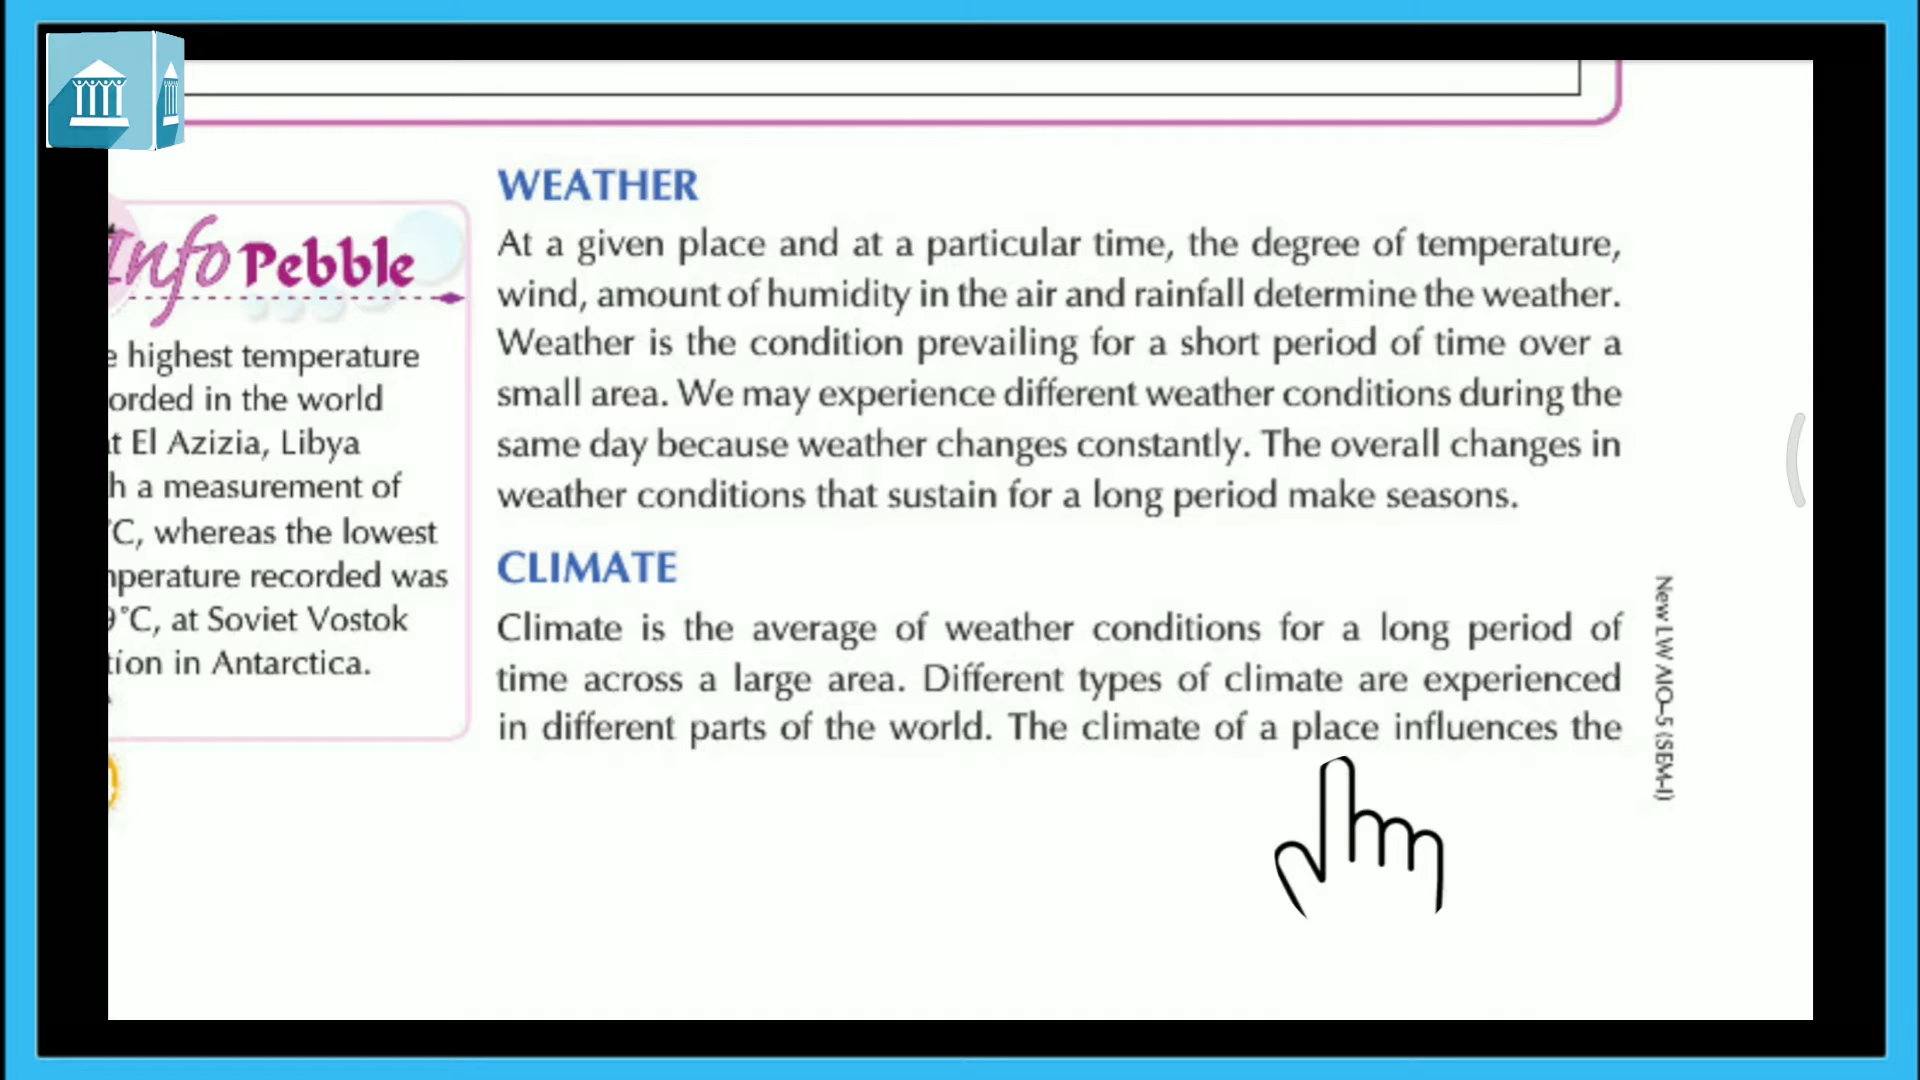 WEATHER
At a given place and at a particular time, the degree of temperature,
wind, amount of humidity in the air and rainfall determine the weather.
Weather is the condition prevailing for a short period of time over a
small area. We may experience different weather conditions during the
same day because weather changes constantly. The overall changes in
weather conditions that sustain for a long period make seasons.
CLIMATE
Climate is the average of weather conditions for a long period of
time across a large area. Different types of climate are experienced
in different parts of the world. The climate of a place influences the
Info Pebble
highest temperature
orded in the world
t El Azizia, Libya
h a measurement of
°C, whereas the lowest
perature recorded was
9°C, at Soviet Vostok
tion in Antarctica.
New LW AIO–5 (SEM–I)